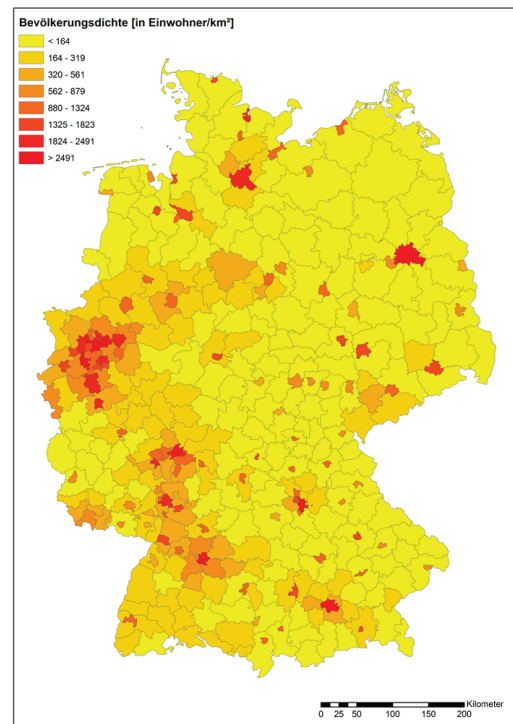 Bevölkerungsdichte [in Einwohner/km²]
< 164
164 - 319
320 - 561
562 - 879
880 - 1324
1325 - 1823
1824 - 2491
> 2491
Kilometer
0 25 50 100 150 200